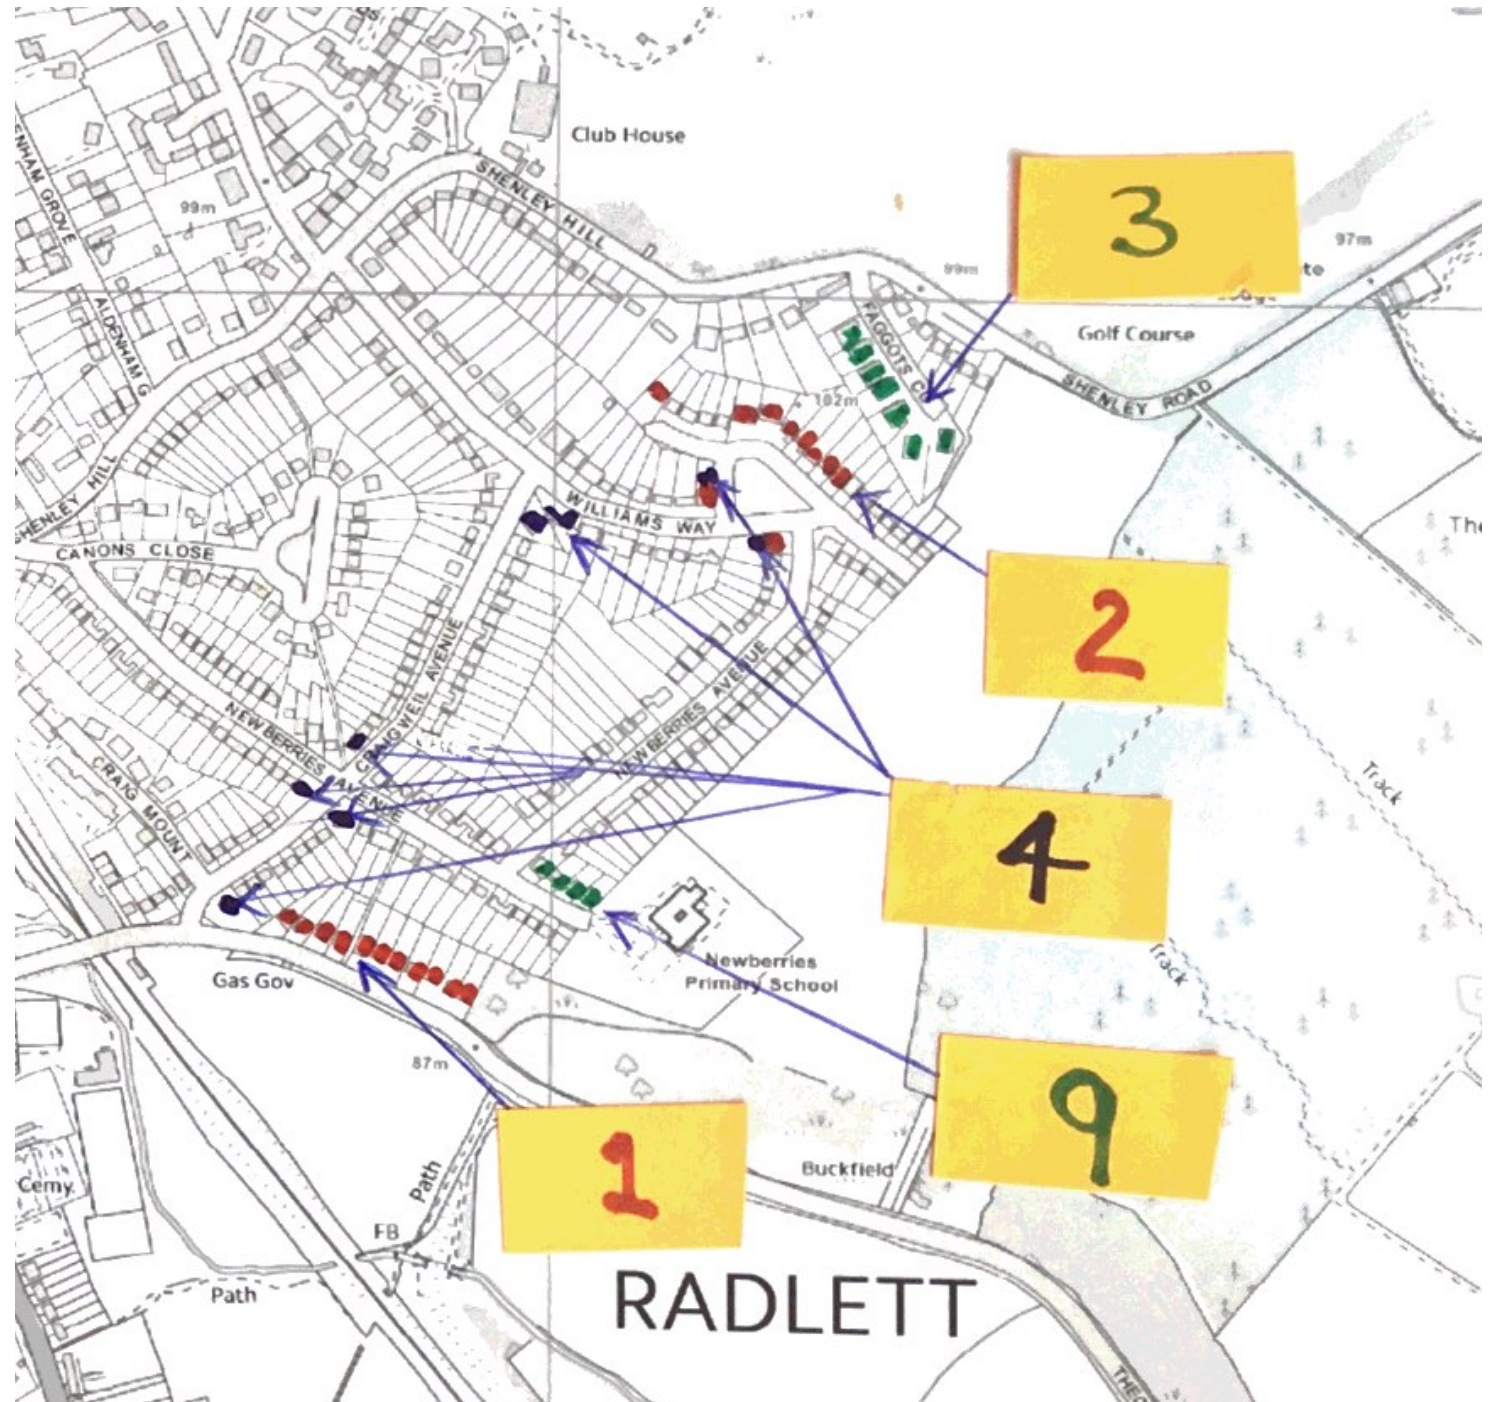 Club House
SHENLEY HILL
99m
3
97m
99m
ALDENHAM G
FAGGOTS C
Golf Course
SHENLEY ROAD
102m
SHENLEY HILL
WILLIAMS WAY
CANONS CLOSE
2
CRAIGWEIL AVENUE
NEWBERRIES AVENUE
NEWBERRIES AVENUE
CRAIG MOUNT
Track
4
Track
Newberries
Primary School
Gas Gov
87m
9
1
Buckfield
Path
Cemy
FB
Path
RADLETT